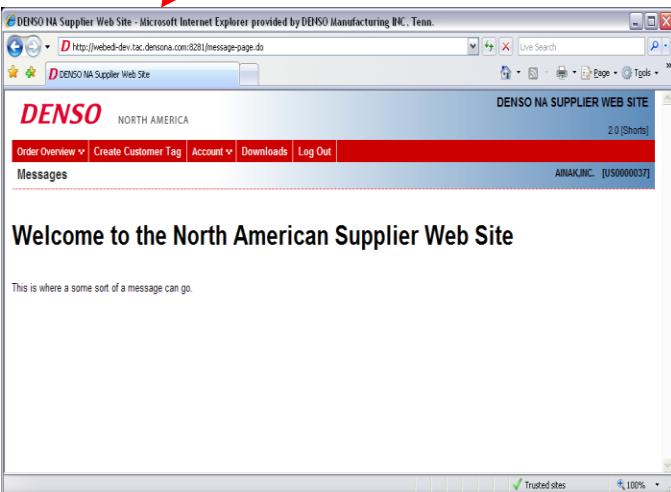 DENSO NA Supplier Web Site - Microsoft Internet Explorer provided by DENSO Manufacturing INC, Tenn.
D http://webedi-dev.tac.densona.com:8281/message-page.do
Live Search
D DENSO NA Supplier Web Site
Page Tools
DENSO NORTH AMERICA
DENSO NA SUPPLIER WEB SITE
2.0 [Shorts]
Order Overview Create Customer Tag Account Downloads Log Out
Messages AINAK,INC. [US0000037]
Welcome to the North American Supplier Web Site
This is where a some sort of a message can go.
Trusted sites 100%